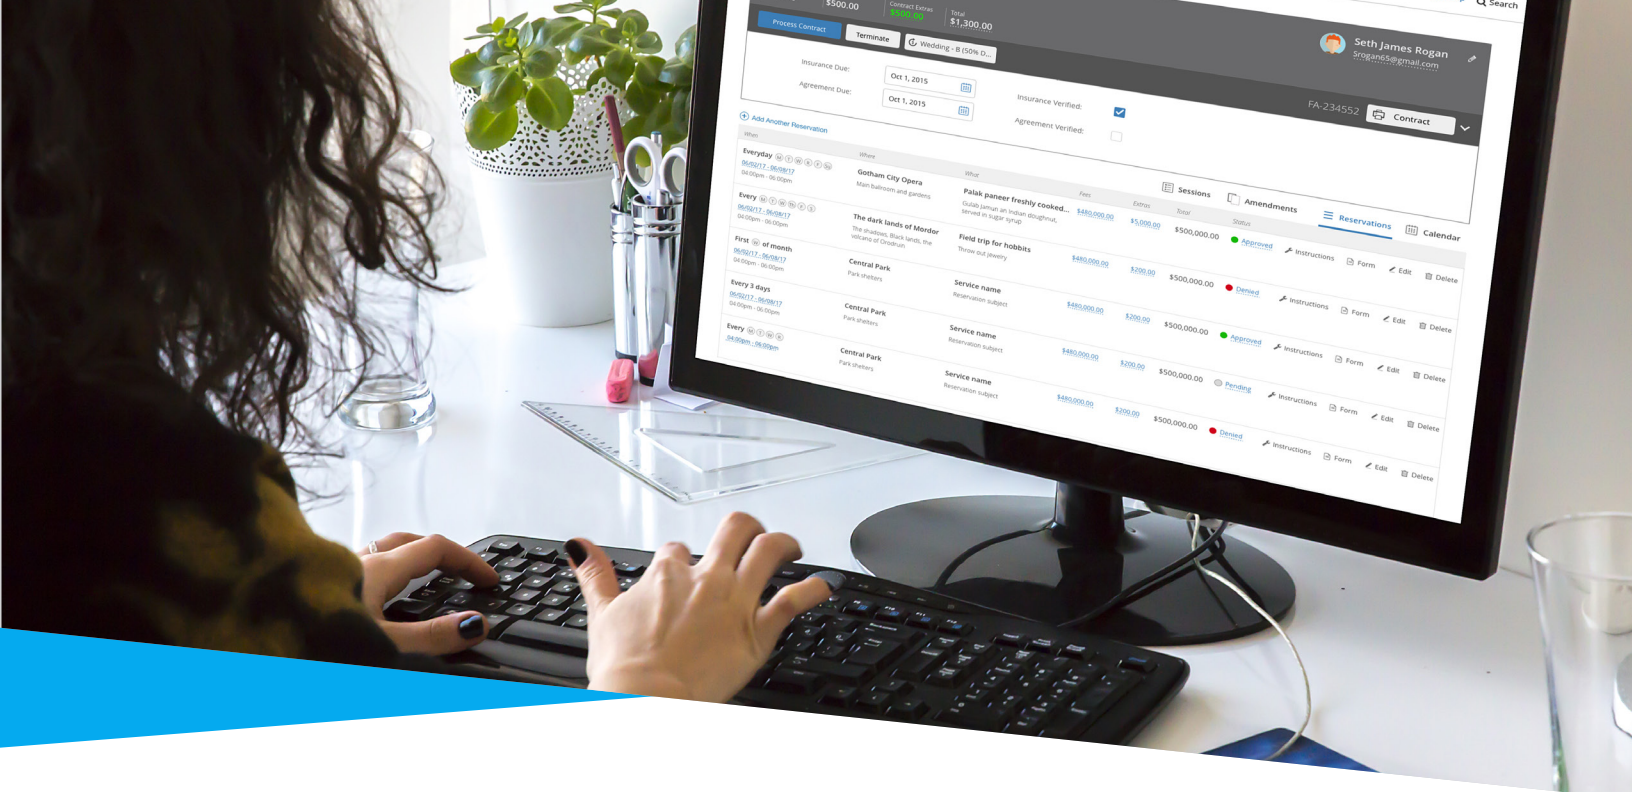 Search
$500.00
Contract Extras
$500.00
Total
$1,300.00
Seth James Rogan
Srogan65@gmail.com
Process Contract
Terminate
Wedding - B (50% D...
FA-234552
Contract
Insurance Due:
Oct 1, 2015
Insurance Verified:
Agreement Due:
Oct 1, 2015
Agreement Verified:
Add Another Reservation
Sessions
Amendments
Reservations
Calendar
When
Where
What
Fees
Extras
Total
Status
Everyday
06/02/17 - 06/08/17
04:00pm - 06:00pm
Gotham City Opera
Main ballroom and gardens
Palak paneer freshly cooked...
Gulab Jamun an Indian doughnut,
served in sugar syrup
$480,000.00
$5,000.00
$500,000.00
Approved
Instructions
Form
Edit
Delete
Every
06/02/17 - 06/08/17
04:00pm - 06:00pm
The dark lands of Mordor
The shadows, Black lands, the
volcano of Orodruin
Field trip for hobbits
Throw out jewelry
$480,000.00
$200.00
$500,000.00
Denied
Instructions
Form
Edit
Delete
First W of month
06/02/17 - 06/08/17
04:00pm - 06:00pm
Central Park
Park shelters
Service name
Reservation subject
$480,000.00
$200.00
$500,000.00
Approved
Instructions
Form
Edit
Delete
Every 3 days
06/02/17 - 06/08/17
04:00pm - 06:00pm
Central Park
Park shelters
Service name
Reservation subject
$480,000.00
$200.00
$500,000.00
Pending
Instructions
Form
Edit
Delete
Every
04:00pm - 06:00pm
Central Park
Park shelters
Service name
Reservation subject
$480,000.00
$200.00
$500,000.00
Denied
Instructions
Form
Edit
Delete